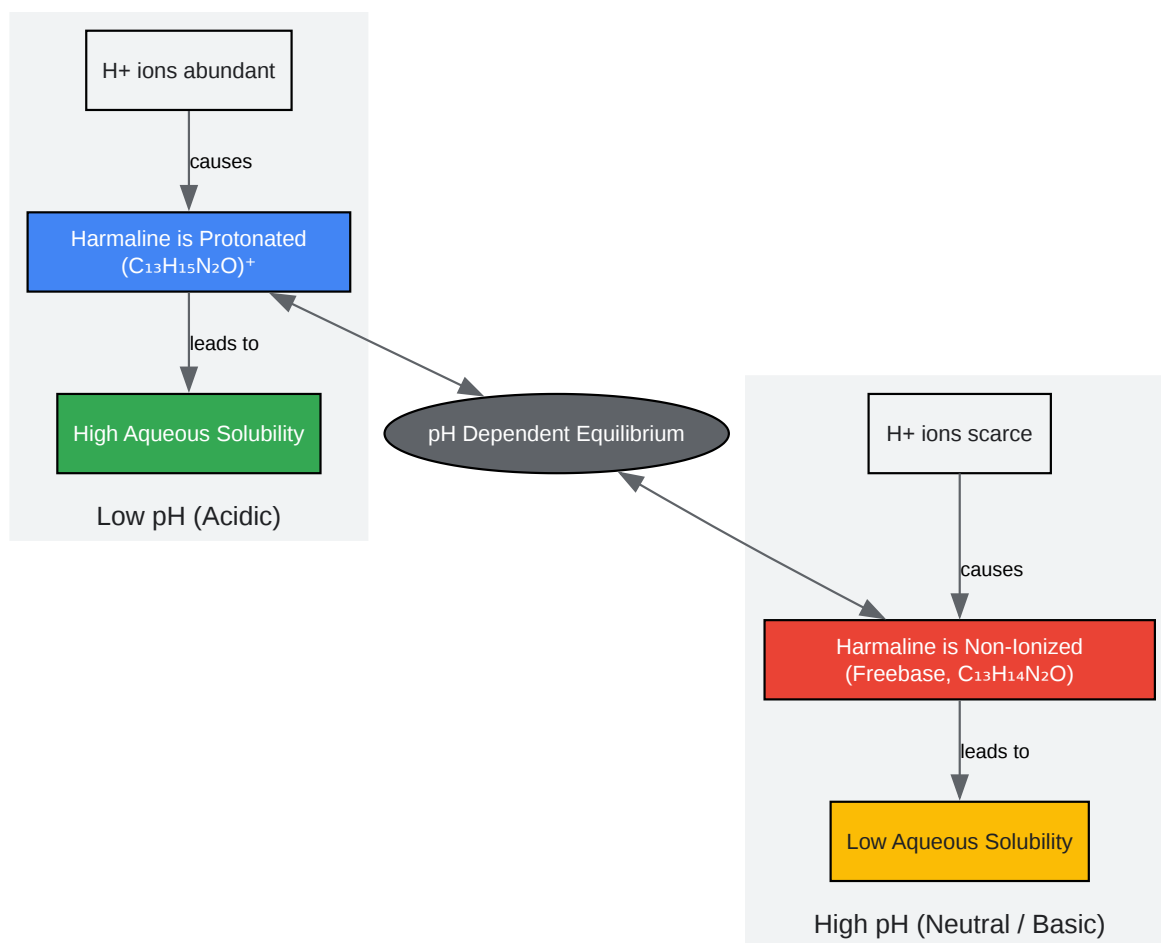 H+ ions abundant
causes
Harmaline is Protonated
(C₁₃H₁₅N₂O)⁺
leads to
High Aqueous Solubility
Low pH (Acidic)
pH Dependent Equilibrium
H+ ions scarce
causes
Harmaline is Non-Ionized
(Freebase, C₁₃H₁₄N₂O)
leads to
Low Aqueous Solubility
High pH (Neutral / Basic)